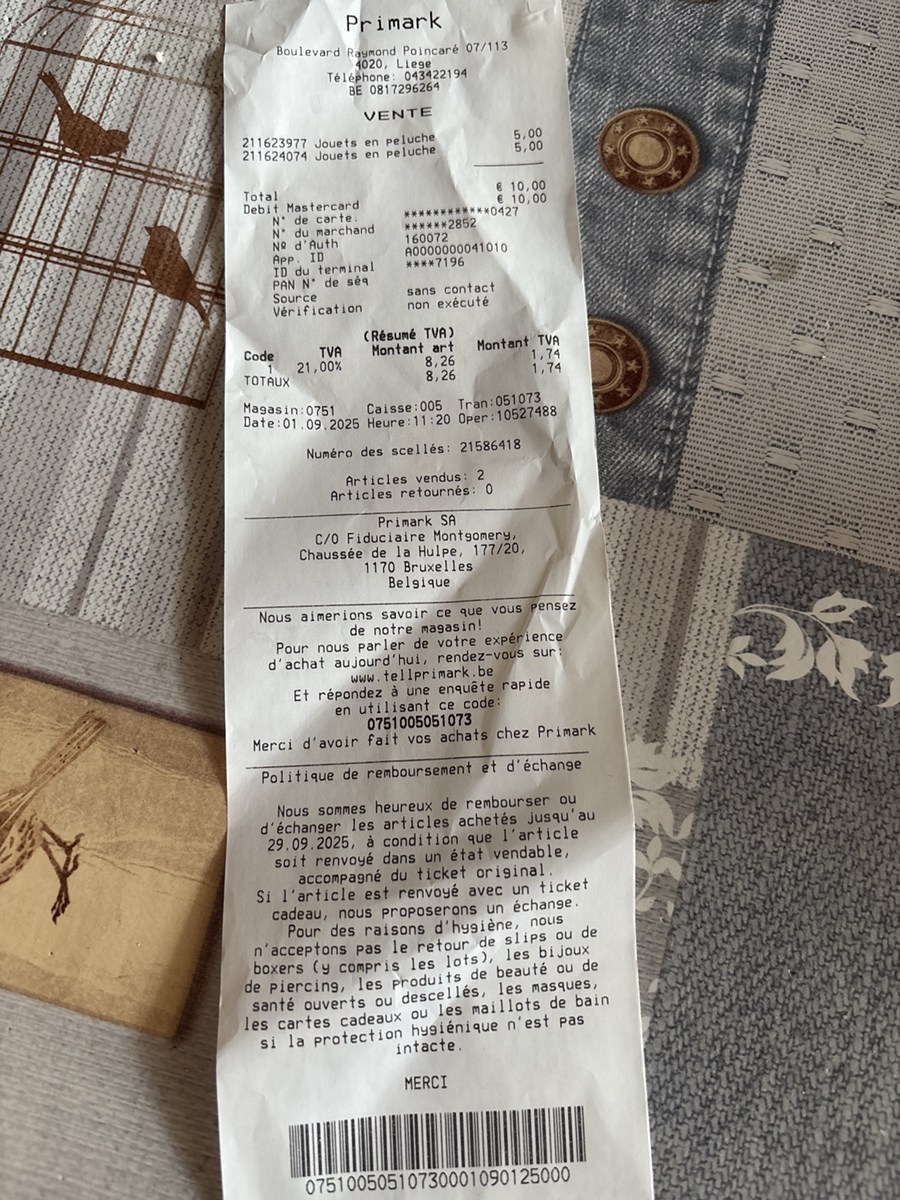 Primark
Boulevard Raymond Poincaré 07/113
4020, Liege
Téléphone: 043422194
BE 0817296264
VENTE
211623977 Jouets en peluche 5,00
211624074 Jouets en peluche 5,00
Total € 10,00
Debit Mastercard € 10,00
N° de carte. ************0427
N° du marchand ******2852
Nº d'Auth 160072
App. ID A0000000041010
ID du terminal ****7196
PAN N° de séq
Source sans contact
Vérification non exécuté
(Résumé TVA)
Code TVA Montant art Montant TVA
1 21,00% 8,26 1,74
TOTAUX 8,26 1,74
Magasin:0751 Caisse:005 Tran:051073
Date:01.09.2025 Heure:11:20 Oper:10527488
Numéro des scellés: 21586418
Articles vendus: 2
Articles retournés: 0
Primark SA
C/O Fiduciaire Montgomery,
Chaussée de la Hulpe, 177/20,
1170 Bruxelles
Belgique
Nous aimerions savoir ce que vous pensez
de notre magasin!
Pour nous parler de votre expérience
d'achat aujourd'hui, rendez-vous sur:
www.tellprimark.be
Et répondez à une enquête rapide
en utilisant ce code:
0751005051073
Merci d'avoir fait vos achats chez Primark
Politique de remboursement et d'échange
Nous sommes heureux de rembourser ou
d'échanger les articles achetés jusqu'au
29.09.2025, à condition que l'article
soit renvoyé dans un état vendable,
accompagné du ticket original.
Si l'article est renvoyé avec un ticket
cadeau, nous proposerons un échange.
Pour des raisons d'hygiène, nous
n'acceptons pas le retour de slips ou de
boxers (y compris les lots), les bijoux
de piercing, les produits de beauté ou de
santé ouverts ou descellés, les masques,
les cartes cadeaux ou les maillots de bain
si la protection hygiénique n'est pas
intacte.
MERCI
07510050510730001090125000